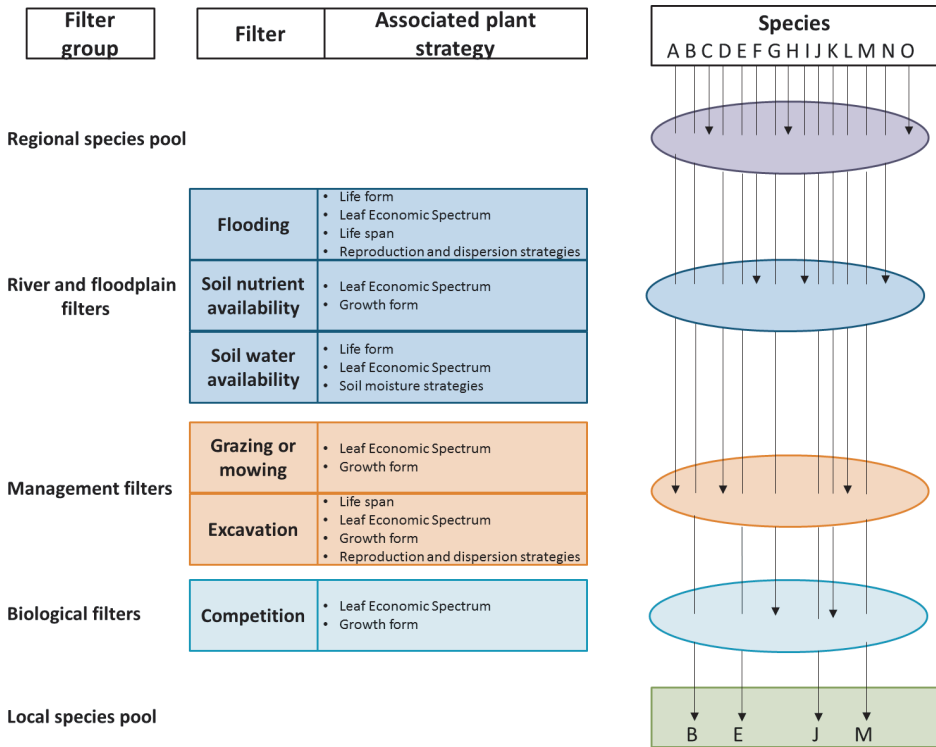 Filter
group
Filter
Associated plant
strategy
Species
A B C D E F G H I J K L M N O
Regional species pool
River and floodplain
filters
Flooding
• Life form
• Leaf Economic Spectrum
• Life span
• Reproduction and dispersion strategies
Soil nutrient
availability
• Leaf Economic Spectrum
• Growth form
Soil water
availability
• Life form
• Leaf Economic Spectrum
• Soil moisture strategies
Management filters
Grazing or
mowing
• Leaf Economic Spectrum
• Growth form
Excavation
• Life span
• Leaf Economic Spectrum
• Growth form
• Reproduction and dispersion strategies
Biological filters
Competition
• Leaf Economic Spectrum
• Growth form
Local species pool
B E J M